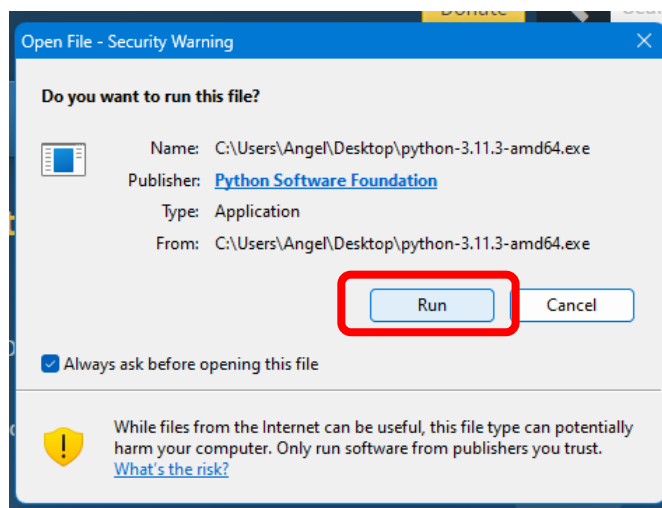 Donate
Open File - Security Warning
Do you want to run this file?
Name: C:\Users\Angel\Desktop\python-3.11.3-amd64.exe
Publisher: Python Software Foundation
Type: Application
From: C:\Users\Angel\Desktop\python-3.11.3-amd64.exe
Run Cancel
Always ask before opening this file
While files from the Internet can be useful, this file type can potentially
harm your computer. Only run software from publishers you trust.
What's the risk?